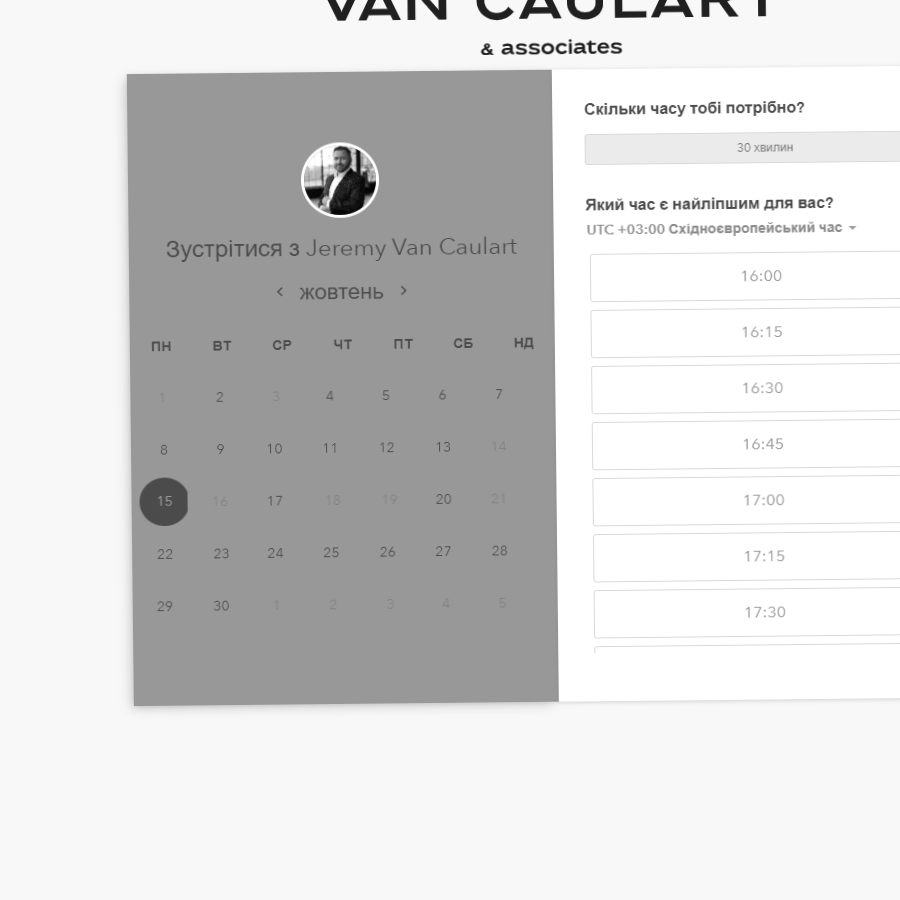 VAN CAULART
& associates
Зустрітися з Jeremy Van Caulart
жовтень
ПН ВТ СР ЧТ ПТ СБ НД
1 2 3 4 5 6 7
8 9 10 11 12 13 14
15 16 17 18 19 20 21
22 23 24 25 26 27 28
29 30 1 2 3 4 5
Скільки часу тобі потрібно?
30 хвилин
Який час є найліпшим для вас?
UTC +03:00 Східноєвропейський час
16:00
16:15
16:30
16:45
17:00
17:15
17:30